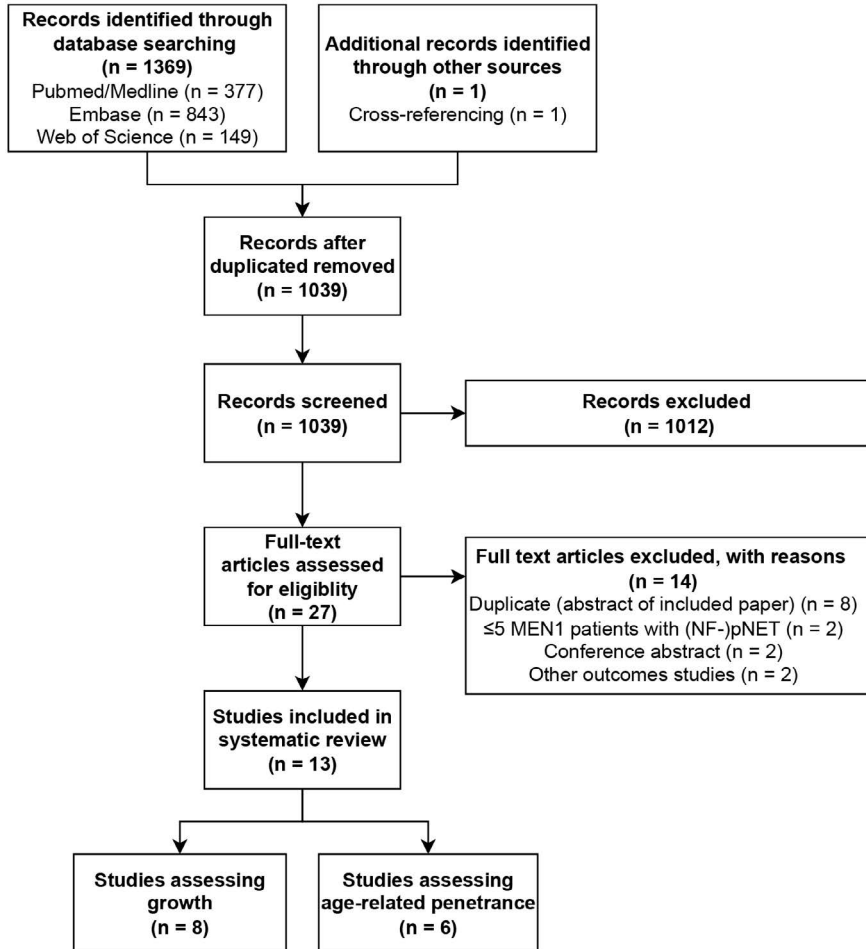 Records identified through
database searching
(n = 1369)
Pubmed/Medline (n = 377)
Embase (n = 843)
Web of Science (n = 149)
Additional records identified
through other sources
(n = 1)
Cross-referencing (n = 1)
Records after
duplicated removed
(n = 1039)
Records screened
(n = 1039)
Records excluded
(n = 1012)
Full-text
articles assessed
for eligiblity
(n = 27)
Full text articles excluded, with reasons
(n = 14)
Duplicate (abstract of included paper) (n = 8)
≤5 MEN1 patients with (NF-)pNET (n = 2)
Conference abstract (n = 2)
Other outcomes studies (n = 2)
Studies included in
systematic review
(n = 13)
Studies assessing
growth
(n = 8)
Studies assessing
age-related penetrance
(n = 6)